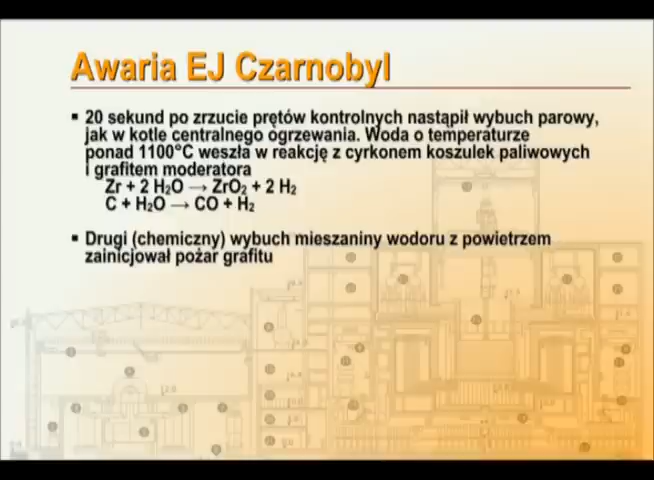 Awaria EJ Czarnobyl
▪ 20 sekund po zrzucie prętów kontrolnych nastąpił wybuch parowy,
jak w kotle centralnego ogrzewania. Woda o temperaturze
ponad 1100°C weszła w reakcję z cyrkonem koszulek paliwowych
i grafitem moderatora
Zr + 2 H₂O → ZrO₂ + 2 H₂
C + H₂O → CO + H₂
▪ Drugi (chemiczny) wybuch mieszaniny wodoru z powietrzem
zainicjował pożar grafitu